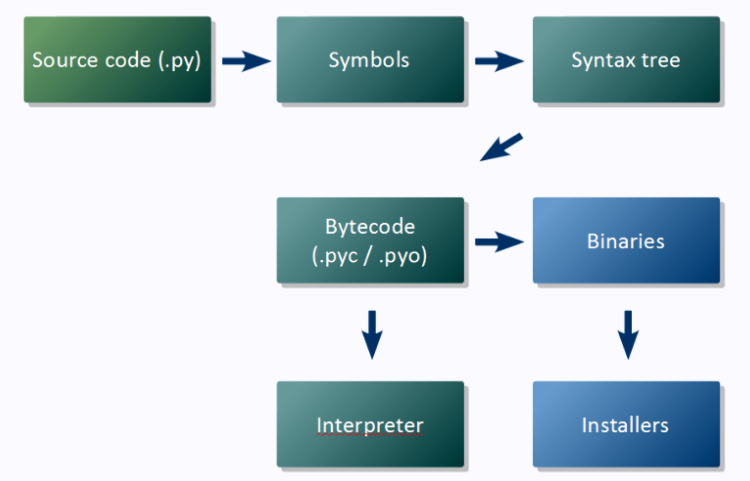 Source code (.py)
Symbols
Syntax tree
Bytecode
(.pyc / .pyo)
Binaries
Interpreter
Installers